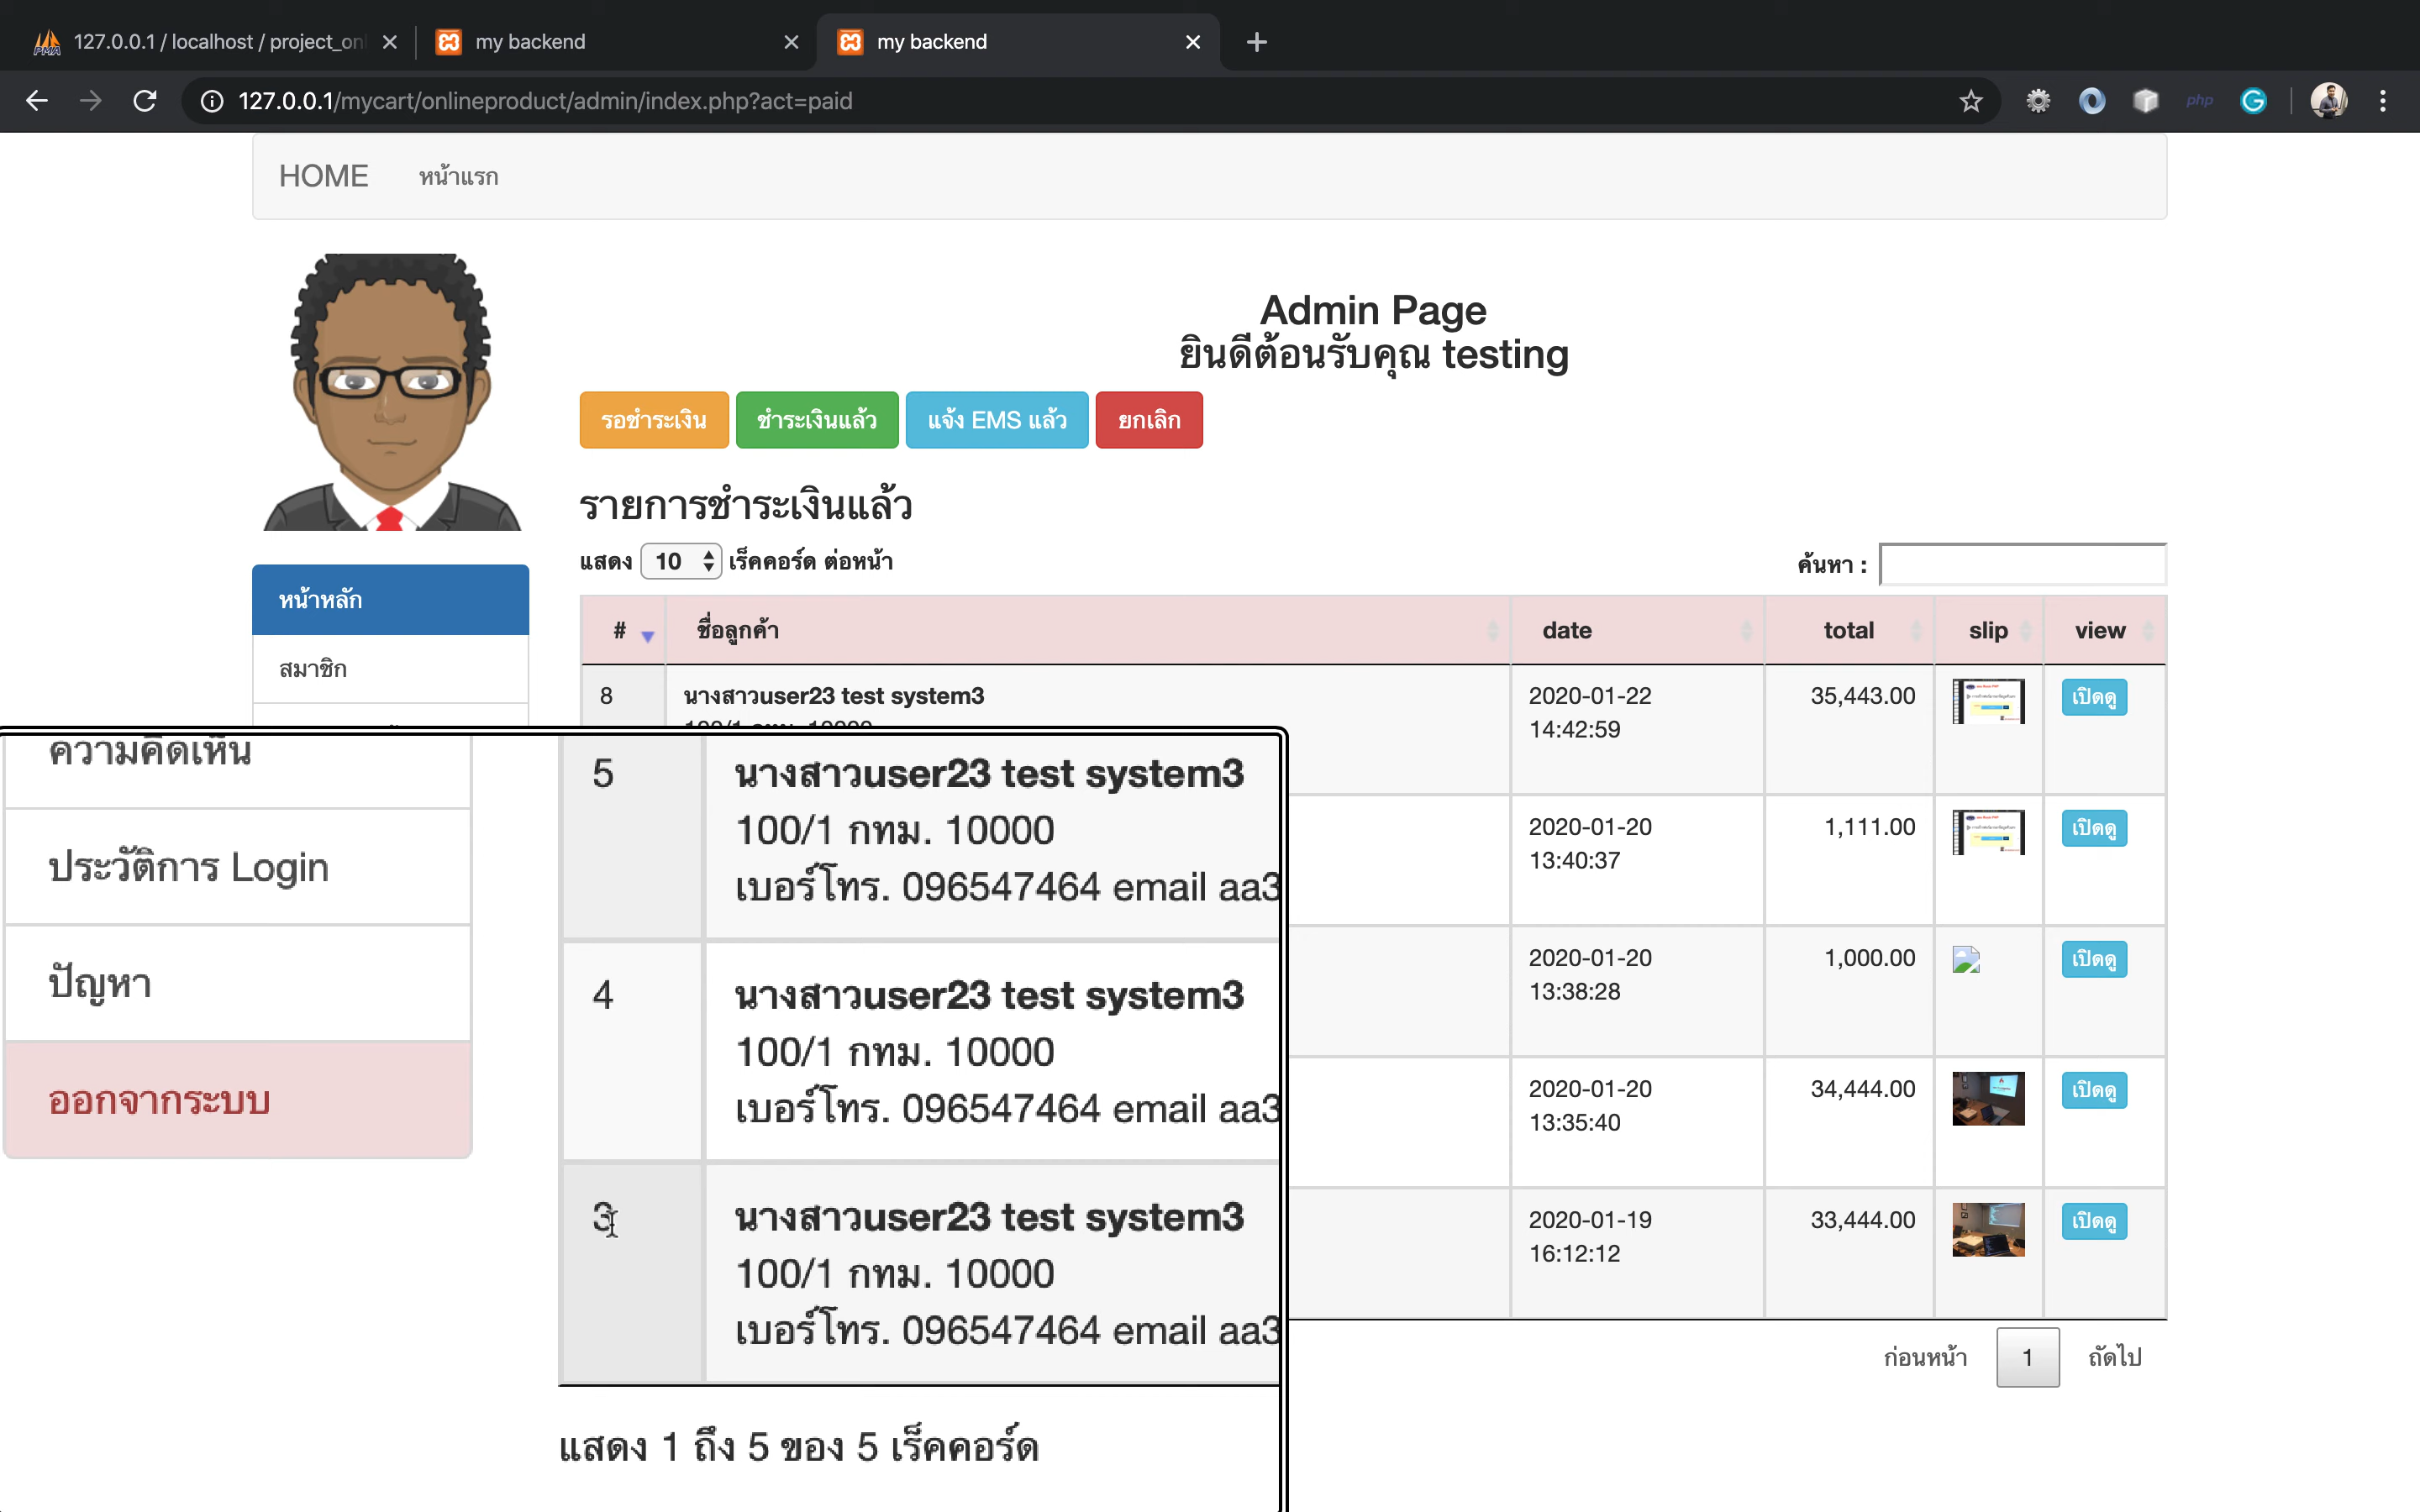 127.0.0.1 / localhost / project_onl
my backend
my backend
127.0.0.1/mycart/onlineproduct/admin/index.php?act=paid
php
HOME หน้าแรก
Admin Page
ยินดีต้อนรับคุณ testing
รอชำระเงิน ชำระเงินแล้ว แจ้ง EMS แล้ว ยกเลิก
รายการชำระเงินแล้ว
แสดง 10 เร็คคอร์ด ต่อหน้า
ค้นหา :
หน้าหลัก
สมาชิก
# ชื่อลูกค้า date total slip view
8 นางสาวuser23 test system3 2020-01-22 35,443.00 เปิดดู
14:42:59
2020-01-20 1,111.00 เปิดดู
13:40:37
2020-01-20 1,000.00 เปิดดู
13:38:28
2020-01-20 34,444.00 เปิดดู
13:35:40
2020-01-19 33,444.00 เปิดดู
16:12:12
ก่อนหน้า 1 ถัดไป
ความคิดเห็น
ประวัติการ Login
ปัญหา
ออกจากระบบ
5 นางสาวuser23 test system3
100/1 กทม. 10000
เบอร์โทร. 096547464 email aa3
4 นางสาวuser23 test system3
100/1 กทม. 10000
เบอร์โทร. 096547464 email aa3
3 นางสาวuser23 test system3
100/1 กทม. 10000
เบอร์โทร. 096547464 email aa3
แสดง 1 ถึง 5 ของ 5 เร็คคอร์ด